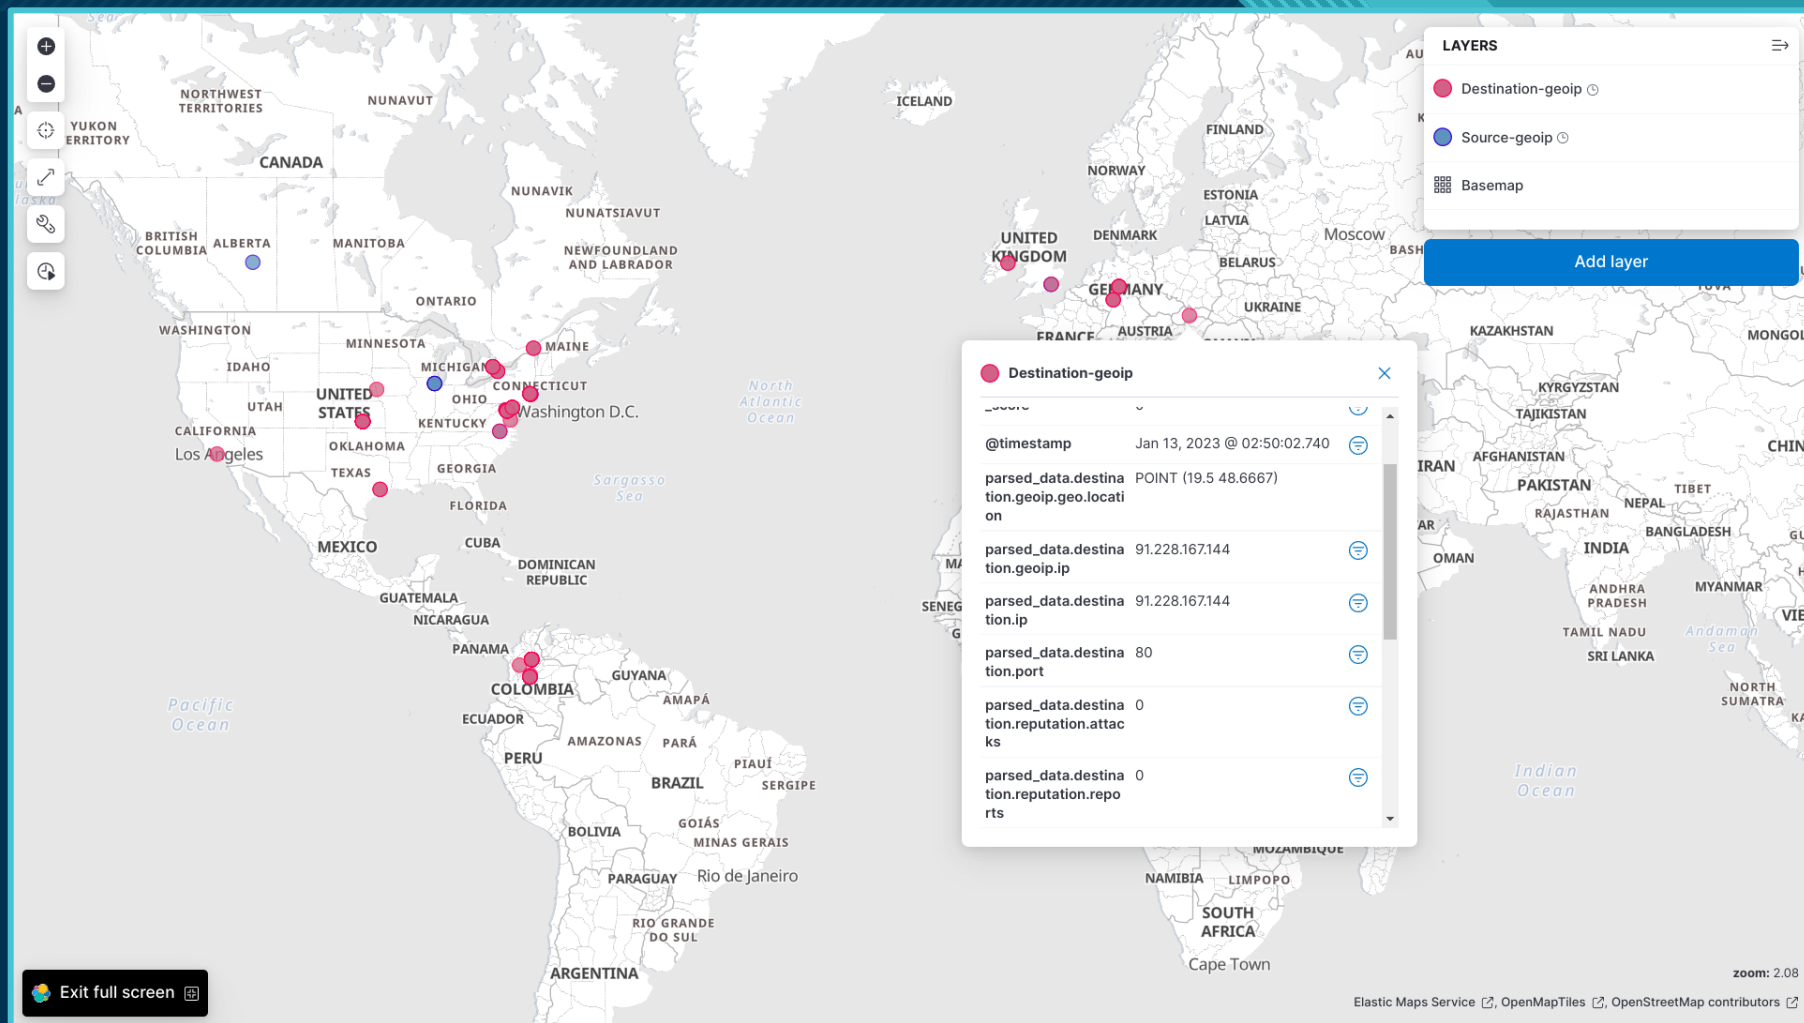 LAYERS
Destination-geoip
Source-geoip
Basemap
Add layer
NORTHWEST
TERRITORIES
NUNAVUT
YUKON
ERRITORY
CANADA
NUNAVIK
NUNATSIAVUT
BRITISH
COLUMBIA
ALBERTA
MANITOBA
NEWFOUNDLAND
AND LABRADOR
ONTARIO
WASHINGTON
MINNESOTA
MAINE
IDAHO
MICHIGAN
CONNECTICUT
UNITED
STATES
OHIO
UTAH
Washington D.C.
KENTUCKY
CALIFORNIA
Los Angeles
OKLAHOMA
TEXAS
GEORGIA
FLORIDA
MEXICO
CUBA
DOMINICAN
REPUBLIC
GUATEMALA
NICARAGUA
PANAMA
COLOMBIA
GUYANA
AMAPÁ
ECUADOR
AMAZONAS
PARÁ
PERU
PIAUÍ
BRAZIL
SERGIPE
GOIÁS
BOLIVIA
MINAS GERAIS
PARAGUAY
Rio de Janeiro
RIO GRANDE
DO SUL
ARGENTINA
North
Atlantic
Ocean
Sargasso
Sea
Pacific
Ocean
ICELAND
FINLAND
NORWAY
ESTONIA
LATVIA
DENMARK
Moscow
UNITED
KINGDOM
BASH
BELARUS
GERMANY
UKRAINE
FRANCE
AUSTRIA
KAZAKHSTAN
TUVA
MONGOL
KYRGYZSTAN
TAJIKISTAN
AFGHANISTAN
CHIN
IRAN
PAKISTAN
TIBET
NEPAL
RAJASTHAN
BANGLADESH
INDIA
OMAN
ANDHRA
PRADESH
MYANMAR
TAMIL NADU
Andaman
Sea
SRI LANKA
NORTH
SUMATRA
Indian
Ocean
SENEG
MOZAMBIQUE
NAMIBIA
LIMPOPO
SOUTH
AFRICA
Cape Town
Destination-geoip
_score 0
@timestamp Jan 13, 2023 @ 02:50:02.740
parsed_data.destina POINT (19.5 48.6667)
tion.geoip.geo.locati
on
parsed_data.destina 91.228.167.144
tion.geoip.ip
parsed_data.destina 91.228.167.144
tion.ip
parsed_data.destina 80
tion.port
parsed_data.destina 0
tion.reputation.attac
ks
parsed_data.destina 0
tion.reputation.repo
rts
Exit full screen
zoom: 2.08
Elastic Maps Service , OpenMapTiles , OpenStreetMap contributors